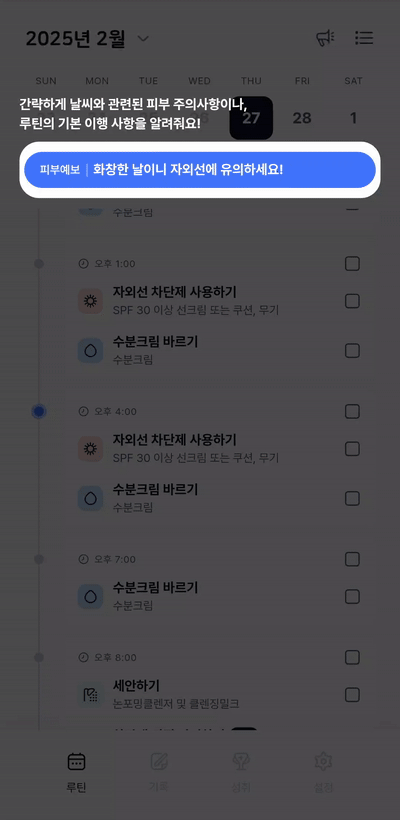 2025년 2월
SUN MON TUE WED THU FRI SAT
간략하게 날씨와 관련된 피부 주의사항이나,
루틴의 기본 이행 사항을 알려줘요!
27 28 1
피부예보 | 화창한 날이니 자외선에 유의하세요!
수분크림
오후 1:00
자외선 차단제 사용하기
SPF 30 이상 선크림 또는 쿠션, 무기
수분크림 바르기
수분크림
오후 4:00
자외선 차단제 사용하기
SPF 30 이상 선크림 또는 쿠션, 무기
수분크림 바르기
수분크림
오후 7:00
수분크림 바르기
수분크림
오후 8:00
세안하기
논포밍클렌저 및 클렌징밀크
루틴 기록 설정